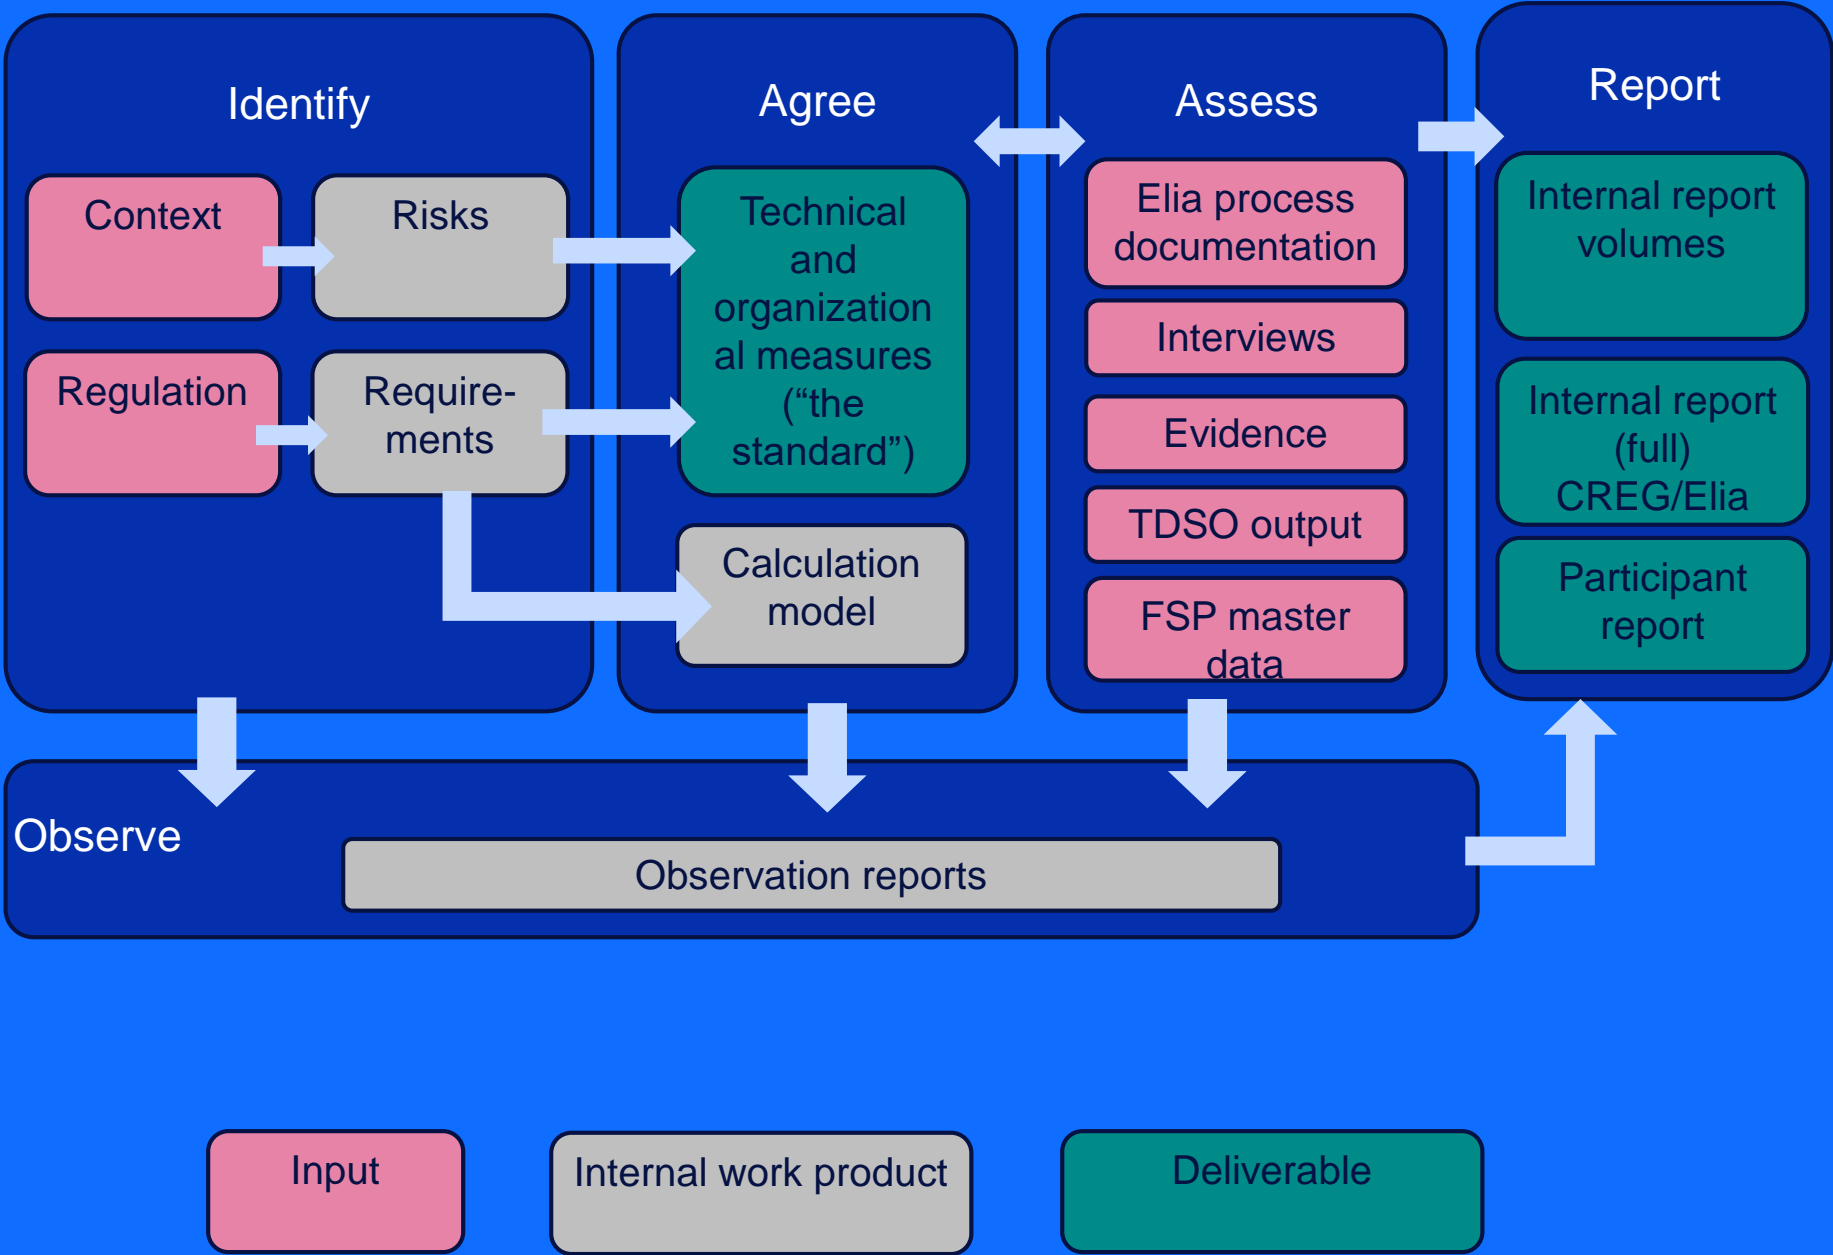 Identify
Context
Risks
Regulation
Require-
ments
Agree
Technical
and
organization
al measures
(“the
standard”)
Calculation
model
Assess
Elia process
documentation
Interviews
Evidence
TDSO output
FSP master
data
Report
Internal report
volumes
Internal report
(full)
CREG/Elia
Participant
report
Observe
Observation reports
Input
Internal work product
Deliverable